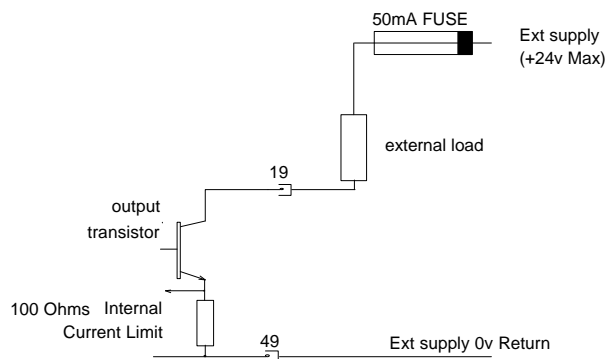 50mA FUSE
Ext supply
(+24v Max)
external load
19
output
transistor
100 Ohms Internal
Current Limit
49
Ext supply 0v Return